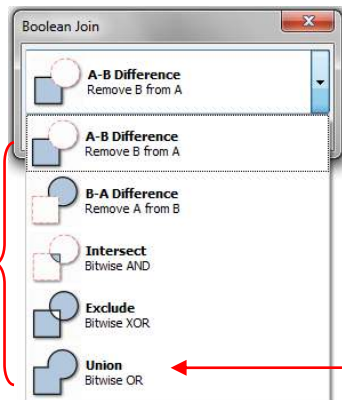 Boolean Join
A-B Difference
Remove B from A
A-B Difference
Remove B from A
B-A Difference
Remove A from B
Intersect
Bitwise AND
Exclude
Bitwise XOR
Union
Bitwise OR